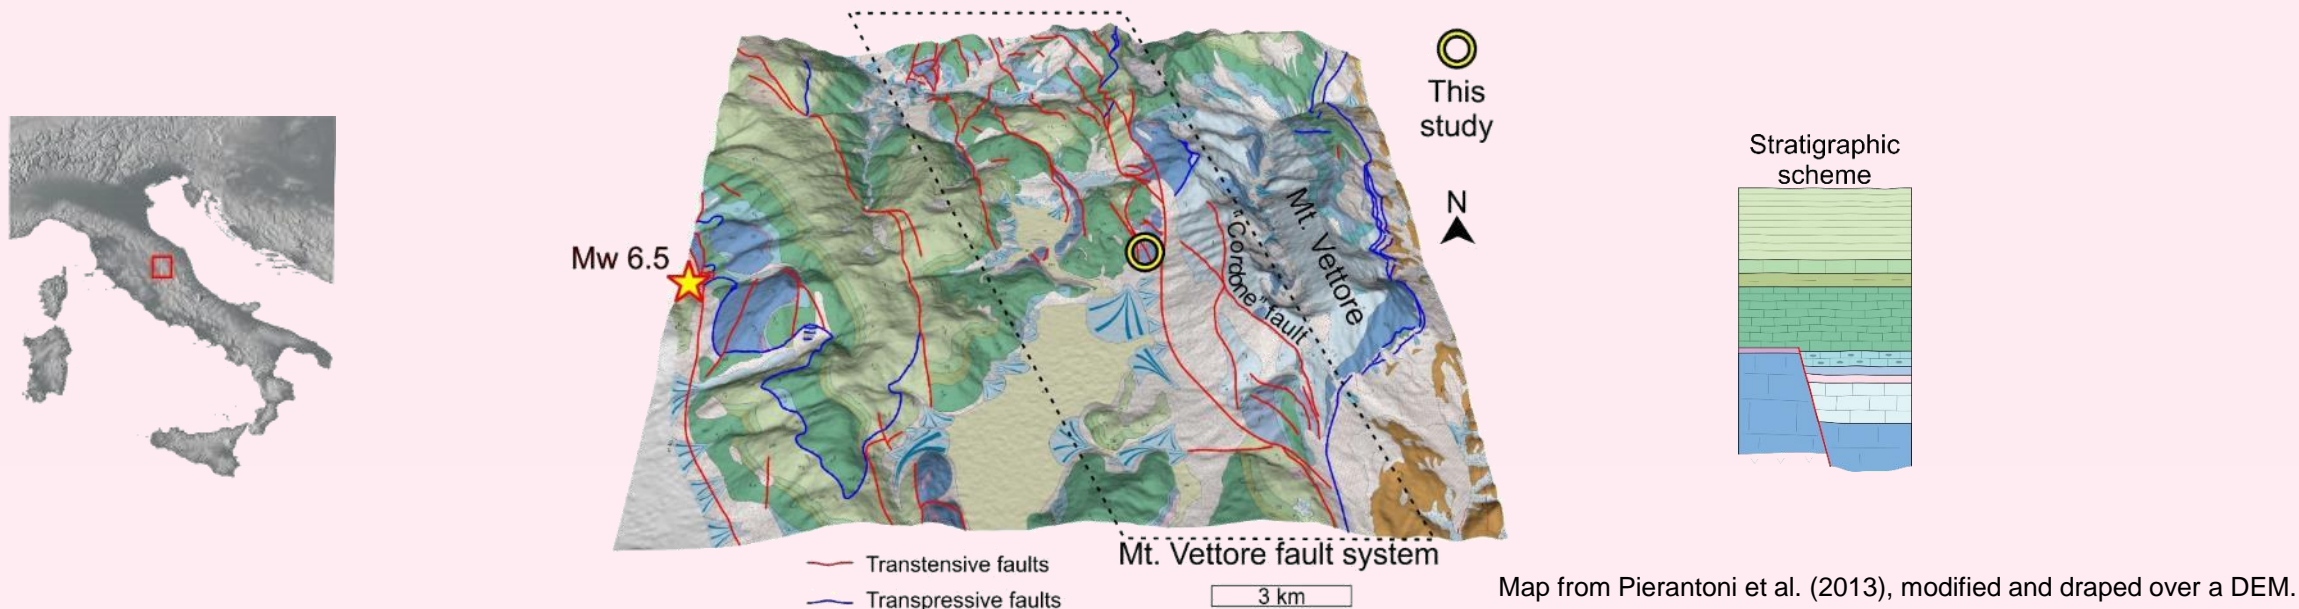 This
study
Stratigraphic
scheme
N
Mw 6.5
Mt. Vettore
"Cordone" fault
Mt. Vettore fault system
Transtensive faults
Transpressive faults
3 km
Map from Pierantoni et al. (2013), modified and draped over a DEM.